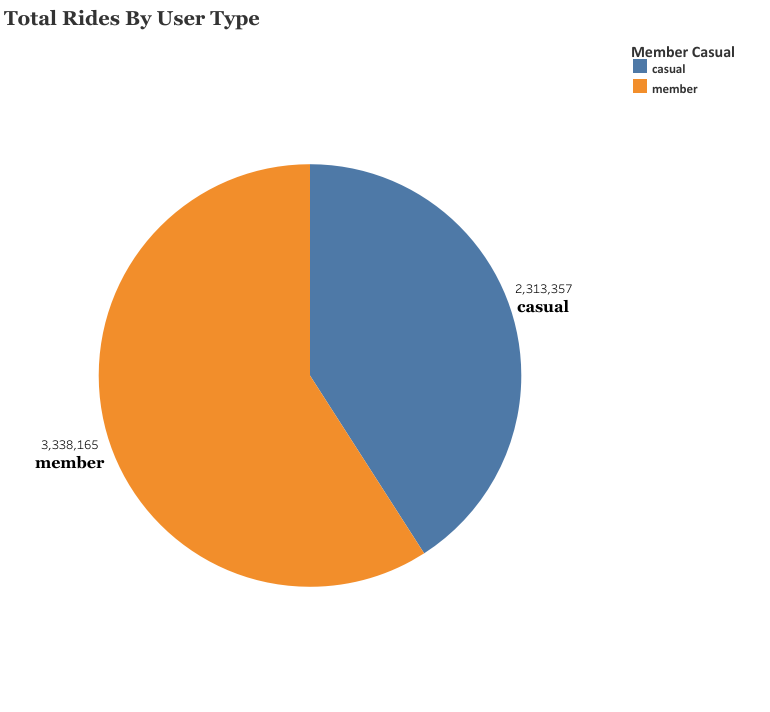 Total Rides By User Type
Member Casual
casual
member
2,313,357
casual
3,338,165
member